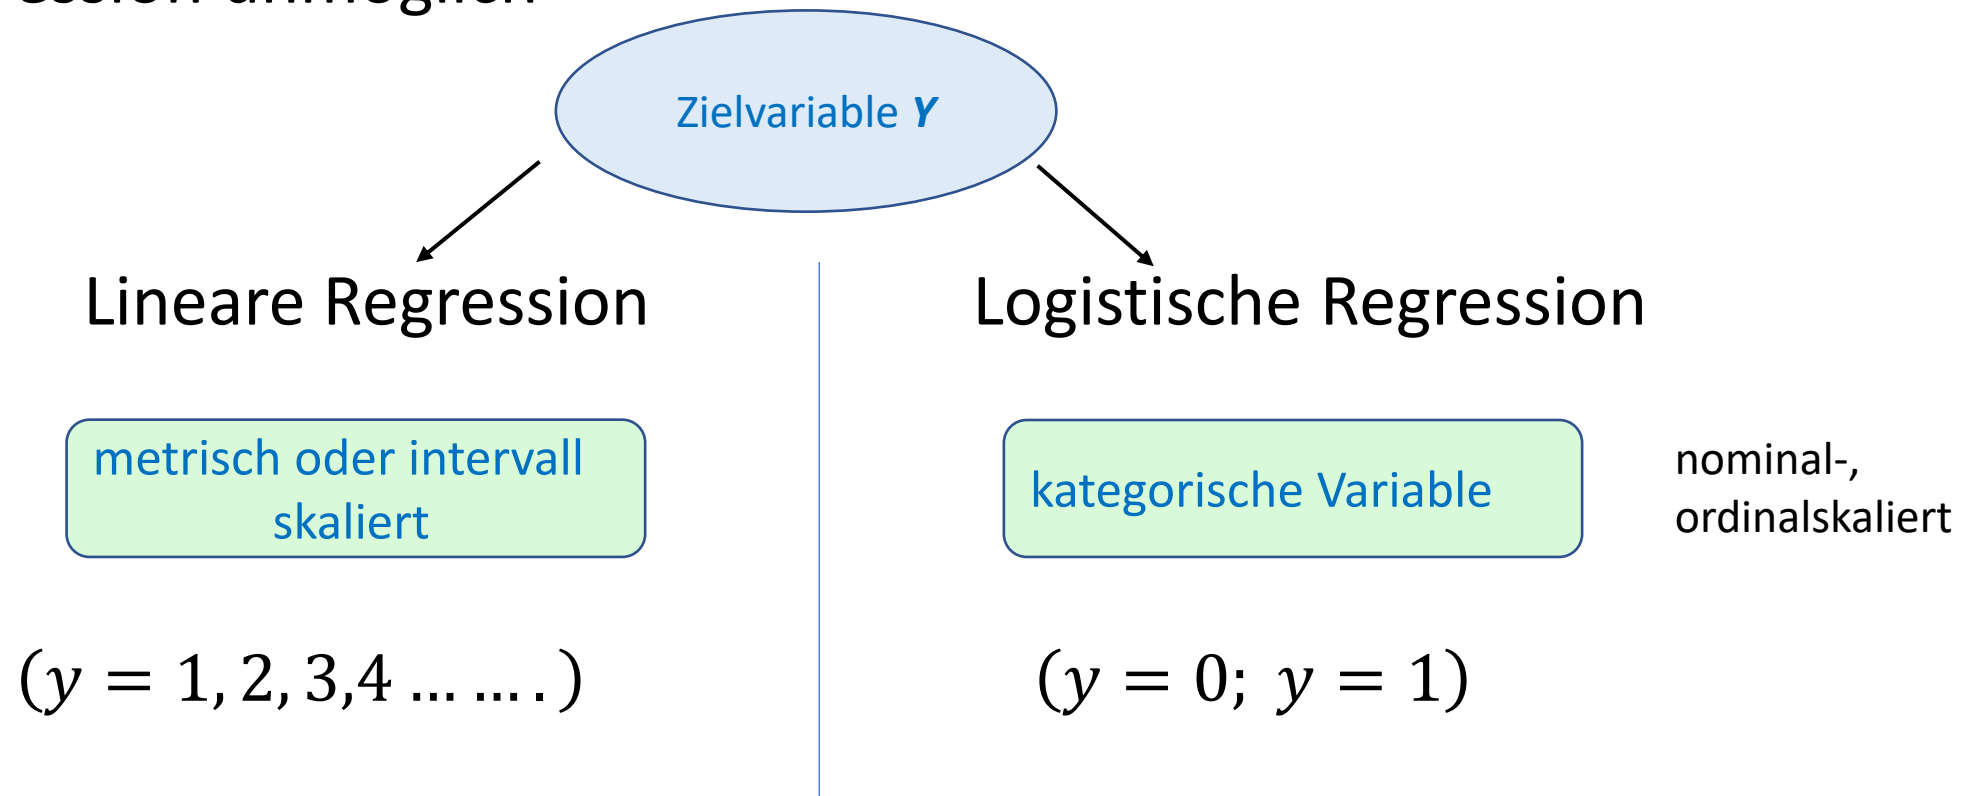 Zielvariable Y
Lineare Regression
Logistische Regression
metrisch oder intervall
skaliert
kategorische Variable
nominal-,
ordinalskaliert
(y = 1, 2, 3,4 … … . )
(y = 0; y = 1)